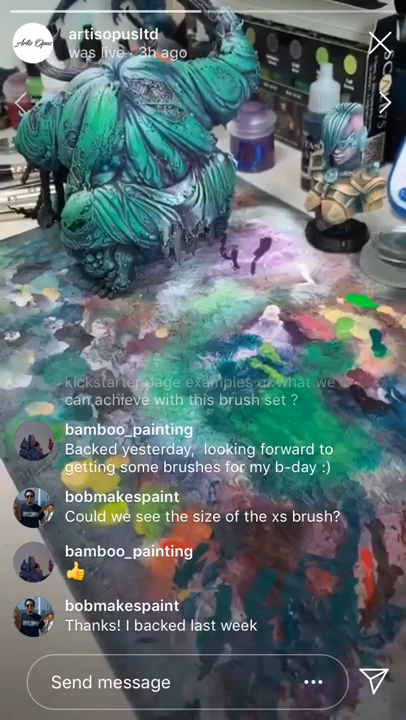 Artis Opus
artisopusltd
was live · 3h ago
kickstarter page examples of what we
can achieve with this brush set ?
bamboo_painting
Backed yesterday, looking forward to
getting some brushes for my b-day :)
bobmakespaint
Could we see the size of the xs brush?
bamboo_painting
👍
bobmakespaint
Thanks! I backed last week
Send message